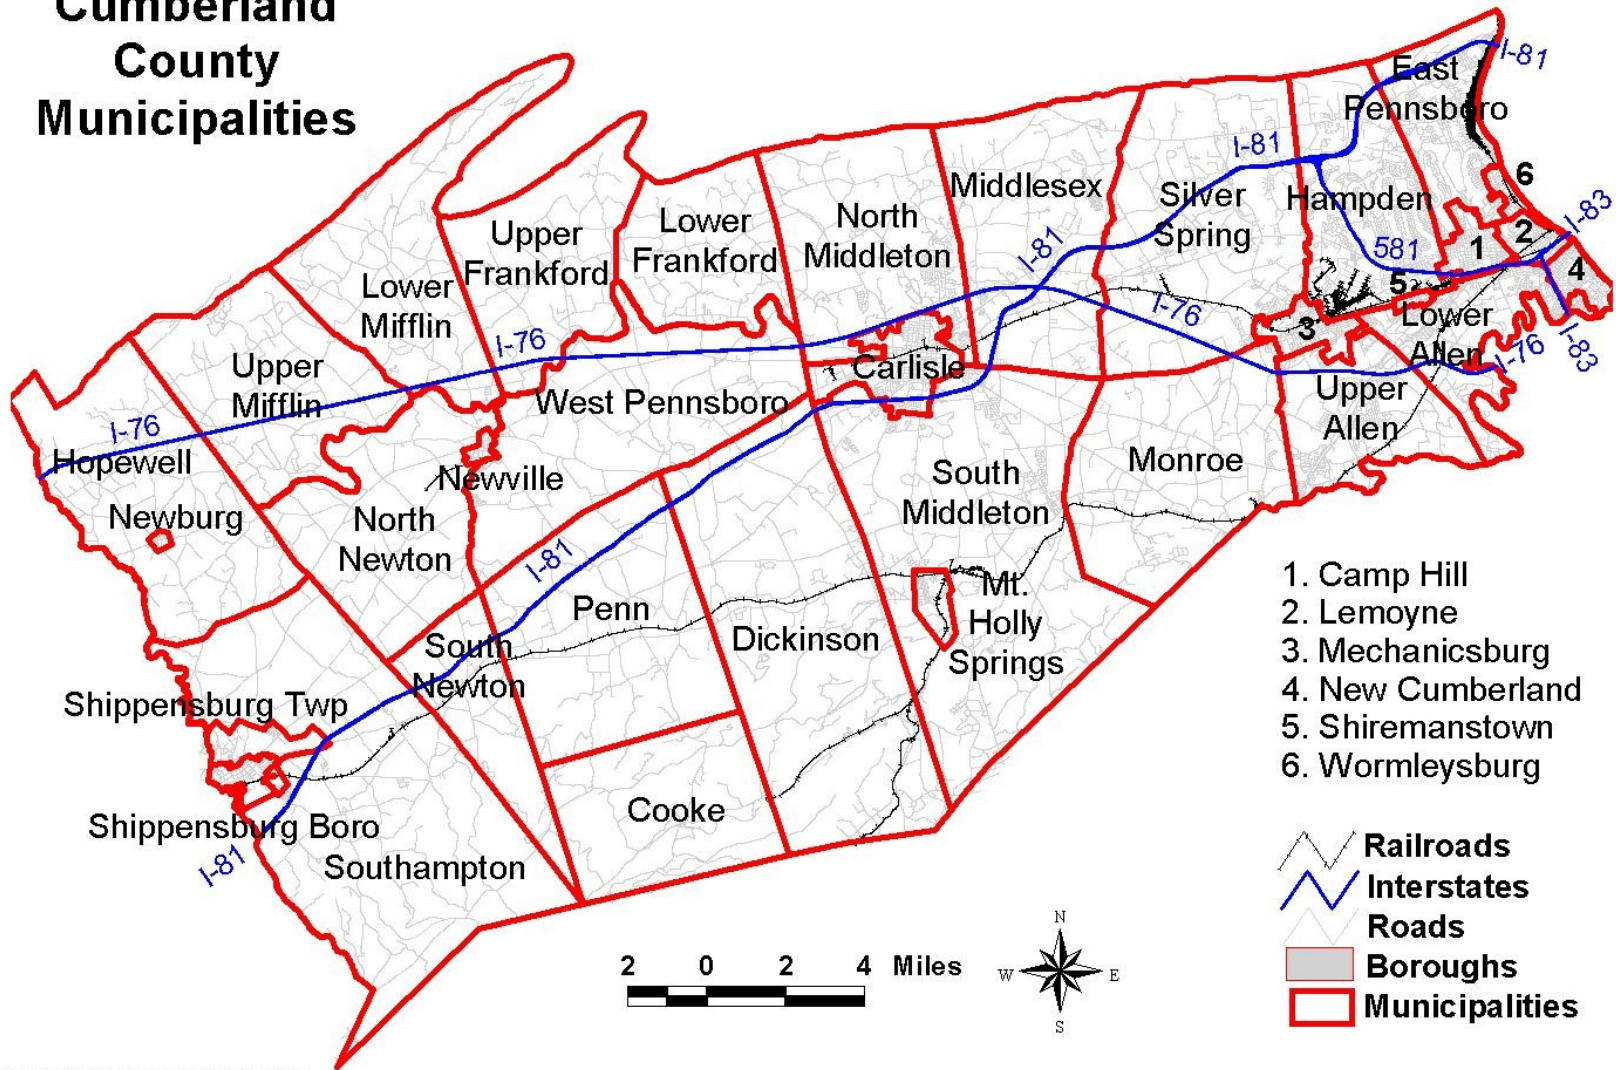 Cumberland
County
Municipalities
I-81
East
Pennsboro
I-81
6
Middlesex
Silver
Spring
Hampden
I-83
Upper
Frankford
Lower
Frankford
North
Middleton
I-81
581
1
2
4
5
Lower
Mifflin
I-76
I-76
3
Lower
Allen
I-76
I-83
Upper
Mifflin
West Pennsboro
Carlisle
Upper
Allen
I-76
Hopewell
Newville
South
Middleton
Monroe
Newburg
North
Newton
I-81
Penn
Dickinson
Mt.
Holly
Springs
South
Newton
Shippensburg Twp
Cooke
Shippensburg Boro
I-81
Southampton
1. Camp Hill
2. Lemoyne
3. Mechanicsburg
4. New Cumberland
5. Shiremanstown
6. Wormleysburg
Railroads
Interstates
Roads
Boroughs
Municipalities
2 0 2 4 Miles
N
W E
S